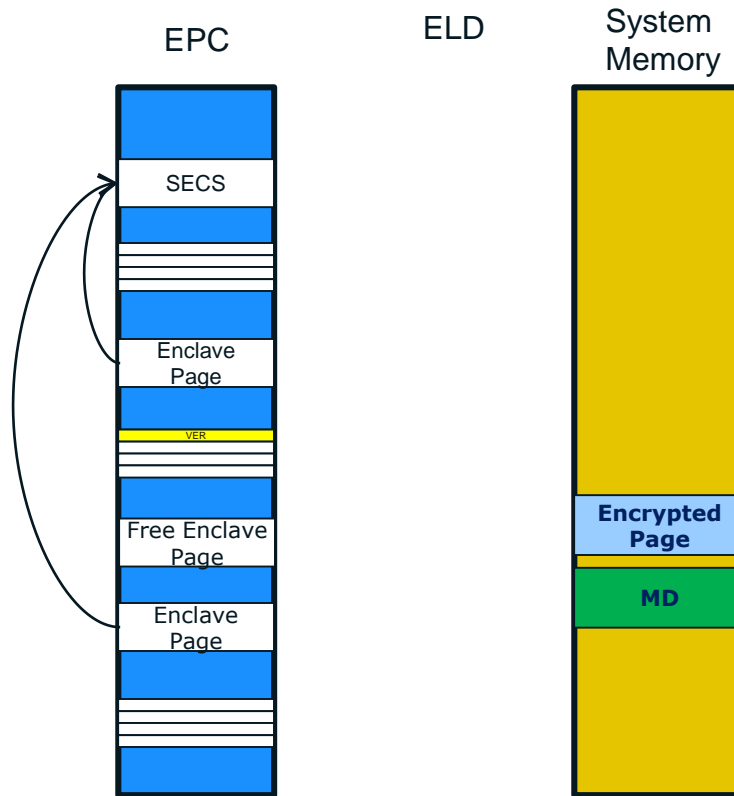 EPC
ELD
System
Memory
SECS
Enclave
Page
VER
Free Enclave
Page
Enclave
Page
Encrypted
Page
MD